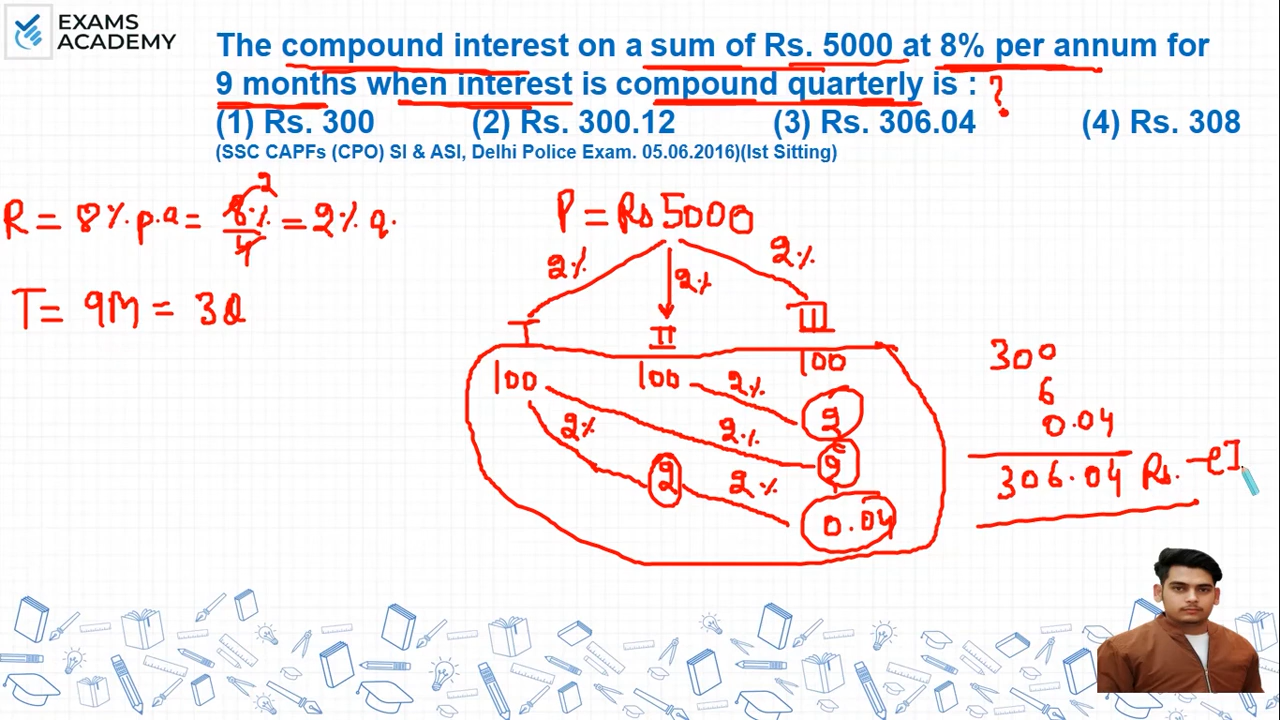 EXAMS
ACADEMY
The compound interest on a sum of Rs. 5000 at 8% per annum for
9 months when interest is compound quarterly is : ?
(1) Rs. 300 (2) Rs. 300.12 (3) Rs. 306.04 (4) Rs. 308
(SSC CAPFs (CPO) SI & ASI, Delhi Police Exam. 05.06.2016)(Ist Sitting)
R = 8% p.a = 8%/4 = 2% q.
2
T = 9M = 3Q
P = Rs 5000
2% 2% 2%
I II III
100 100 100
2% 2
2% 2% 2
2 2% 0.04
300
6
0.04
306.04 Rs. - CI